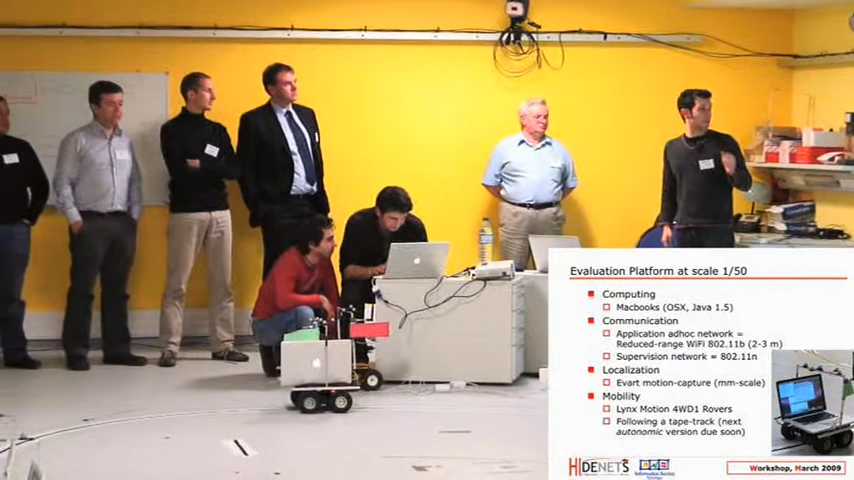 Evaluation Platform at scale 1/50
Computing
Macbooks (OSX, Java 1.5)
Communication
Application adhoc network =
Reduced-range WiFi 802.11b (2-3 m)
Supervision network = 802.11n
Localization
Evart motion-capture (mm-scale)
Mobility
Lynx Motion 4WD1 Rovers
Following a tape-track (next
autonomic version due soon)
HIDENETS
Information Society
Workshop, March 2009